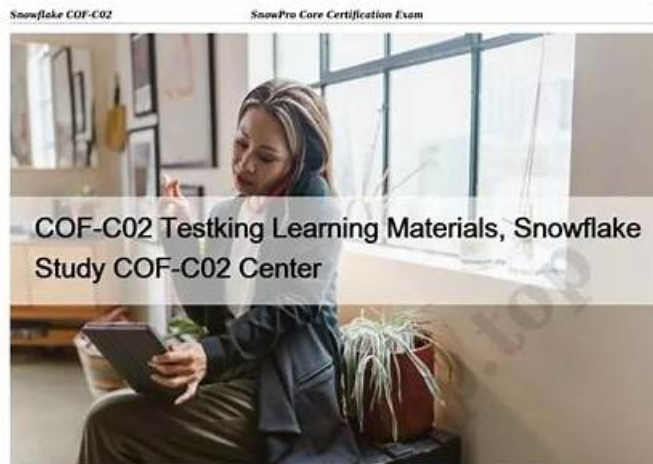 Snowflake COF-C02 SnowPro Core Certification Exam
COF-C02 Testking Learning Materials, Snowflake
Study COF-C02 Center